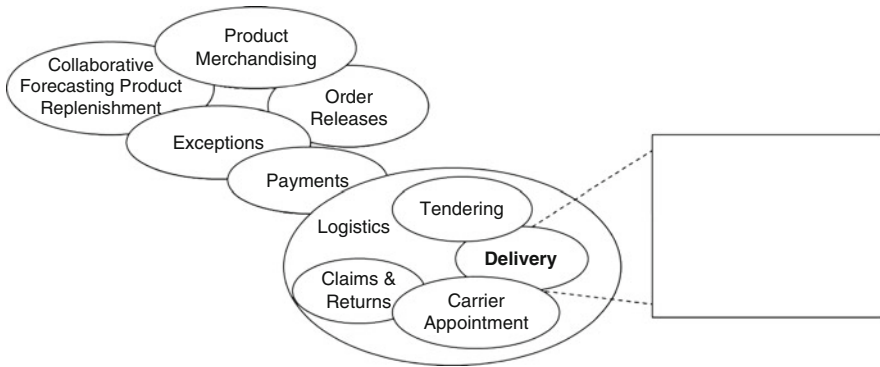 Product
Merchandising
Collaborative
Forecasting Product
Replenishment
Order
Releases
Exceptions
Payments
Tendering
Logistics
Delivery
Claims &
Returns
Carrier
Appointment